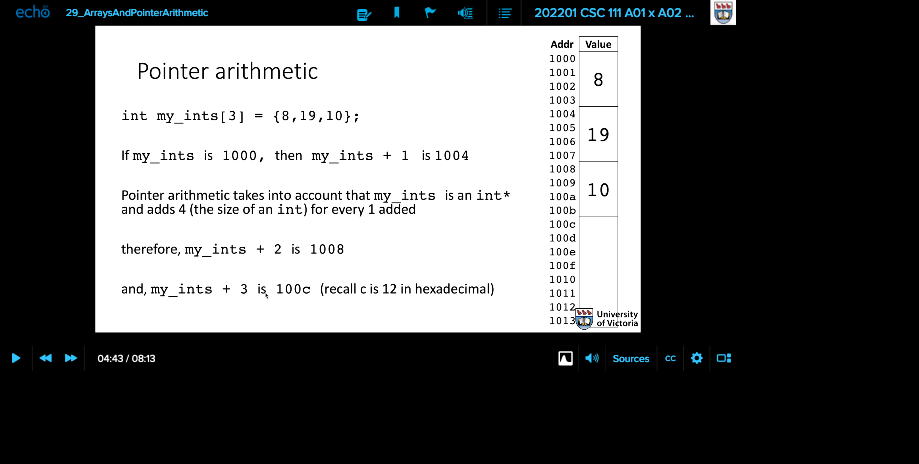 echo 29_ArraysAndPointerArithmetic 202201 CSC 111 A01 x A02 ...
Pointer arithmetic
int my_ints[3] = {8,19,10};
If my_ints is 1000, then my_ints + 1 is 1004
Pointer arithmetic takes into account that my_ints is an int*
and adds 4 (the size of an int) for every 1 added
therefore, my_ints + 2 is 1008
and, my_ints + 3 is 100c (recall c is 12 in hexadecimal)
Addr Value
1000
1001
8
1002
1003
1004
1005
19
1006
1007
1008
1009
10
100a
100b
100c
100d
100e
100f
1010
1011
1012
1013
University
of Victoria
04:43 / 08:13 Sources CC